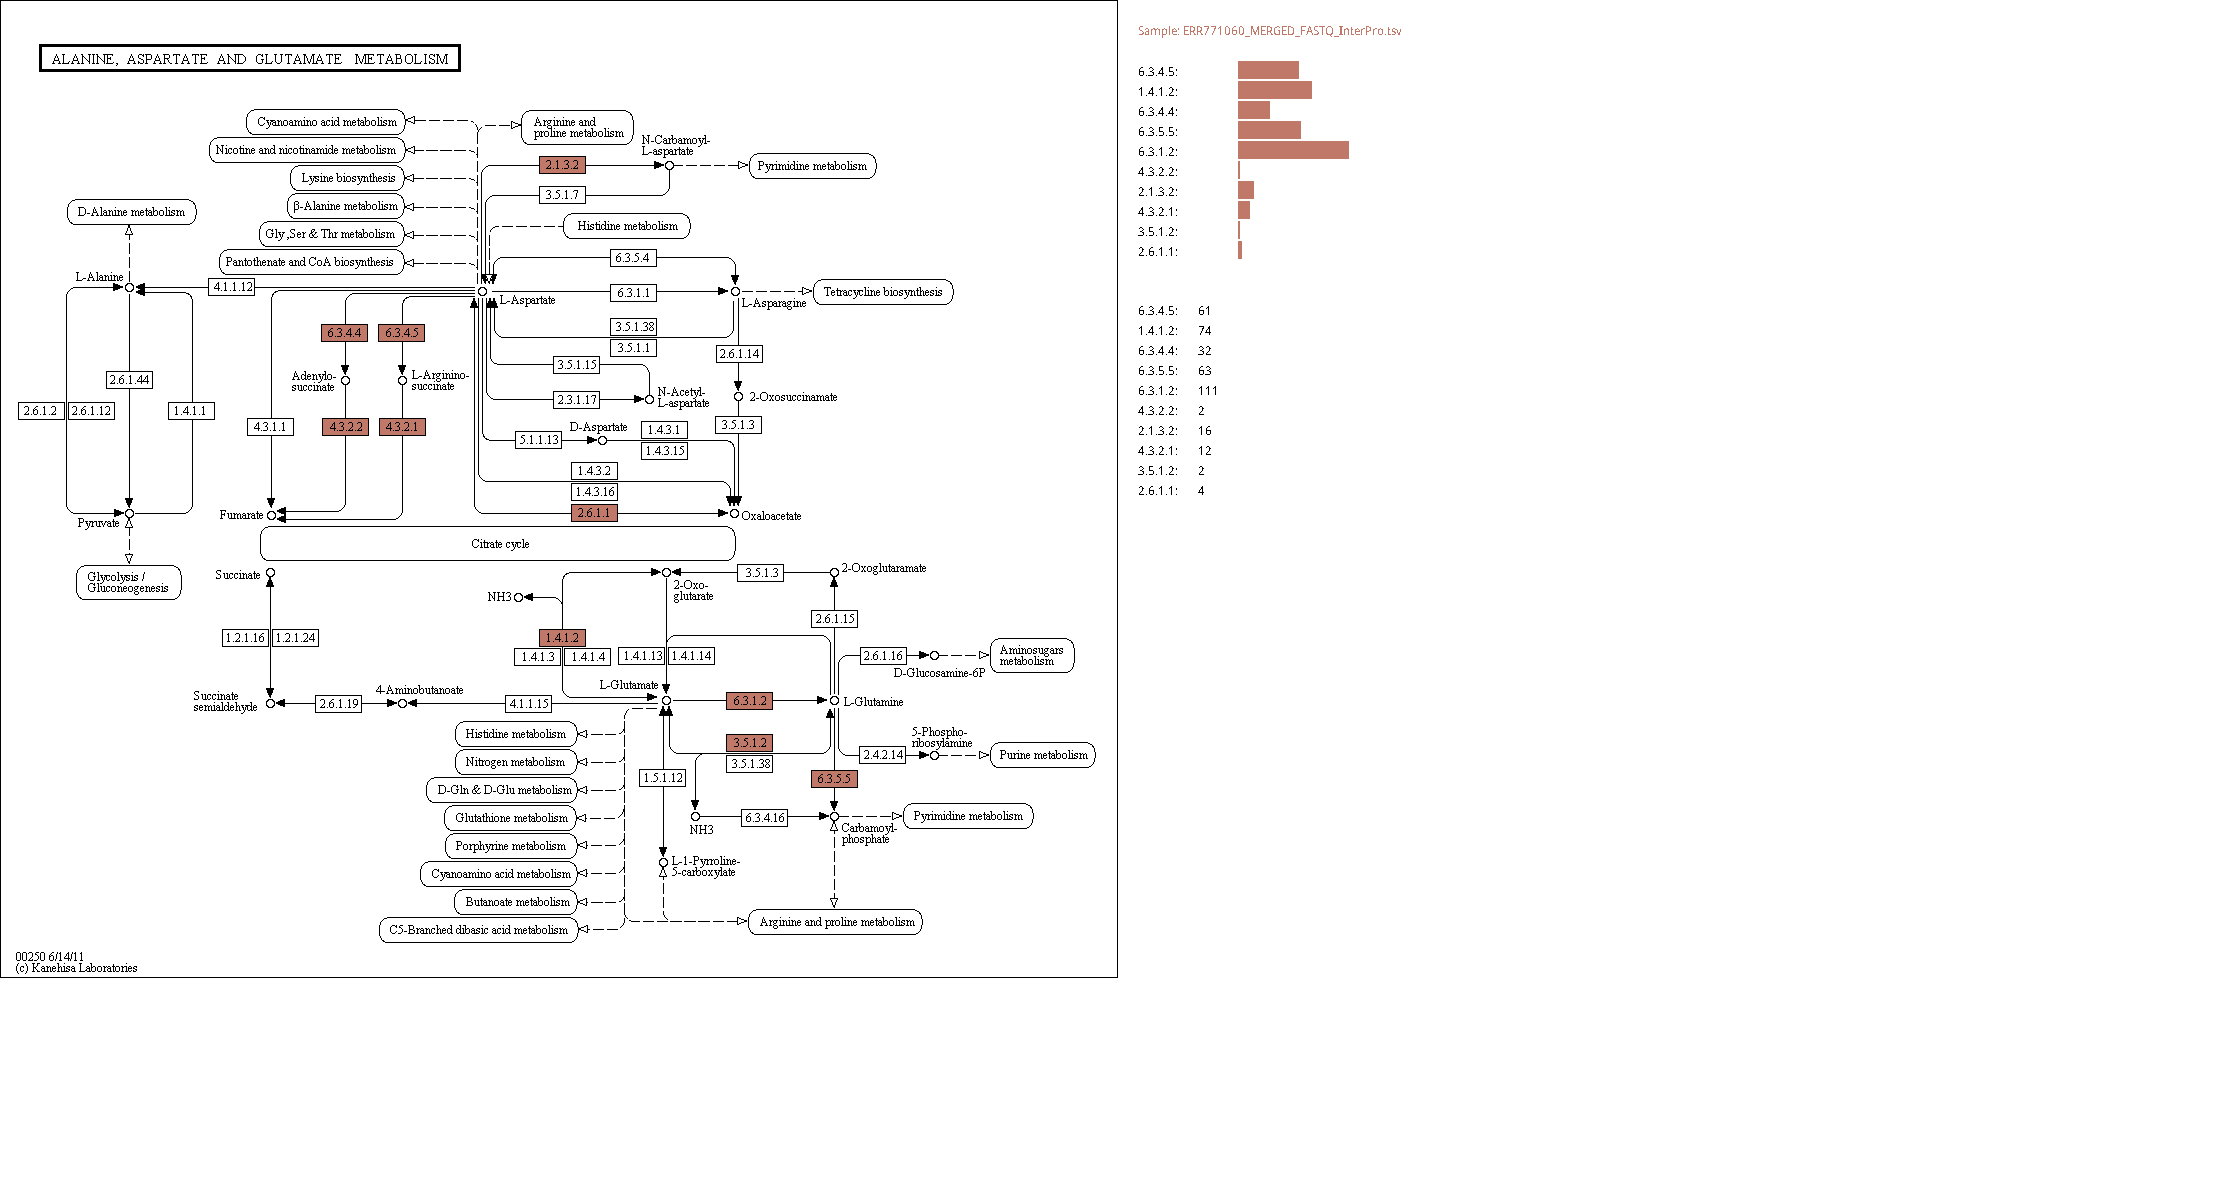 ALANINE, ASPARTATE AND GLUTAMATE METABOLISM
Cyanoamino acid metabolism
Nicotine and nicotinamide metabolism
Lysine biosynthesis
β-Alanine metabolism
Gly ,Ser & Thr metabolism
Pantothenate and CoA biosynthesis
Arginine and
proline metabolism
N-Carbamoyl-
L-aspartate
2.1.3.2
Pyrimidine metabolism
3.5.1.7
Histidine metabolism
D-Alanine metabolism
L-Alanine
4.1.1.12
6.3.5.4
L-Aspartate
6.3.1.1
L-Asparagine
Tetracycline biosynthesis
6.3.4.4
6.3.4.5
3.5.1.38
3.5.1.1
2.6.1.14
3.5.1.15
Adenylo-
succinate
L-Arginino-
succinate
2.6.1.44
2.6.1.2
2.6.1.12
1.4.1.1
2.3.1.17
N-Acetyl-
L-aspartate
2-Oxosuccinamate
4.3.1.1
4.3.2.2
4.3.2.1
5.1.1.13
D-Aspartate
1.4.3.1
1.4.3.15
3.5.1.3
1.4.3.2
1.4.3.16
2.6.1.1
Pyruvate
Fumarate
Oxaloacetate
Citrate cycle
Glycolysis /
Gluconeogenesis
Succinate
NH3
2-Oxo-
glutarate
3.5.1.3
2-Oxoglutaramate
2.6.1.15
1.2.1.16
1.2.1.24
1.4.1.2
1.4.1.3
1.4.1.4
1.4.1.13
1.4.1.14
2.6.1.16
D-Glucosamine-6P
Aminosugars
metabolism
Succinate
semialdehyde
2.6.1.19
4-Aminobutanoate
4.1.1.15
L-Glutamate
6.3.1.2
L-Glutamine
Histidine metabolism
Nitrogen metabolism
D-Gln & D-Glu metabolism
Glutathione metabolism
Porphyrine metabolism
Cyanoamino acid metabolism
Butanoate metabolism
C5-Branched dibasic acid metabolism
3.5.1.2
3.5.1.38
1.5.1.12
5-Phospho-
ribosylamine
2.4.2.14
Purine metabolism
6.3.5.5
NH3
6.3.4.16
Carbamoyl-
phosphate
Pyrimidine metabolism
L-1-Pyrroline-
5-carboxylate
Arginine and proline metabolism
00250 6/14/11
(c) Kanehisa Laboratories
Sample: ERR771060_MERGED_FASTQ_InterPro.tsv
6.3.4.5:
1.4.1.2:
6.3.4.4:
6.3.5.5:
6.3.1.2:
4.3.2.2:
2.1.3.2:
4.3.2.1:
3.5.1.2:
2.6.1.1:
6.3.4.5: 61
1.4.1.2: 74
6.3.4.4: 32
6.3.5.5: 63
6.3.1.2: 111
4.3.2.2: 2
2.1.3.2: 16
4.3.2.1: 12
3.5.1.2: 2
2.6.1.1: 4